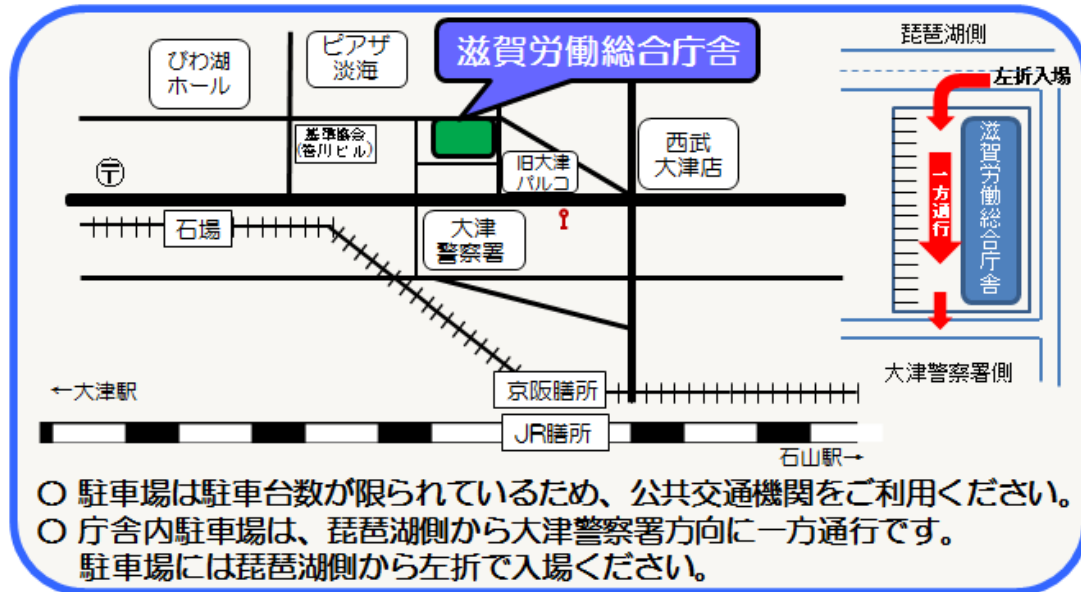 滋賀労働総合庁舎
びわ湖
ホール
ピアザ
淡海
基準協会
(笹川ビル)
旧大津
パルコ
西武
大津店
〒
石場
大津
警察署
京阪膳所
←大津駅
JR膳所
石山駅→
琵琶湖側
左折入場
一方通行
滋賀労働総合庁舎
大津警察署側
○ 駐車場は駐車台数が限られているため、公共交通機関をご利用ください。
○ 庁舎内駐車場は、琵琶湖側から大津警察署方向に一方通行です。
駐車場には琵琶湖側から左折で入場ください。